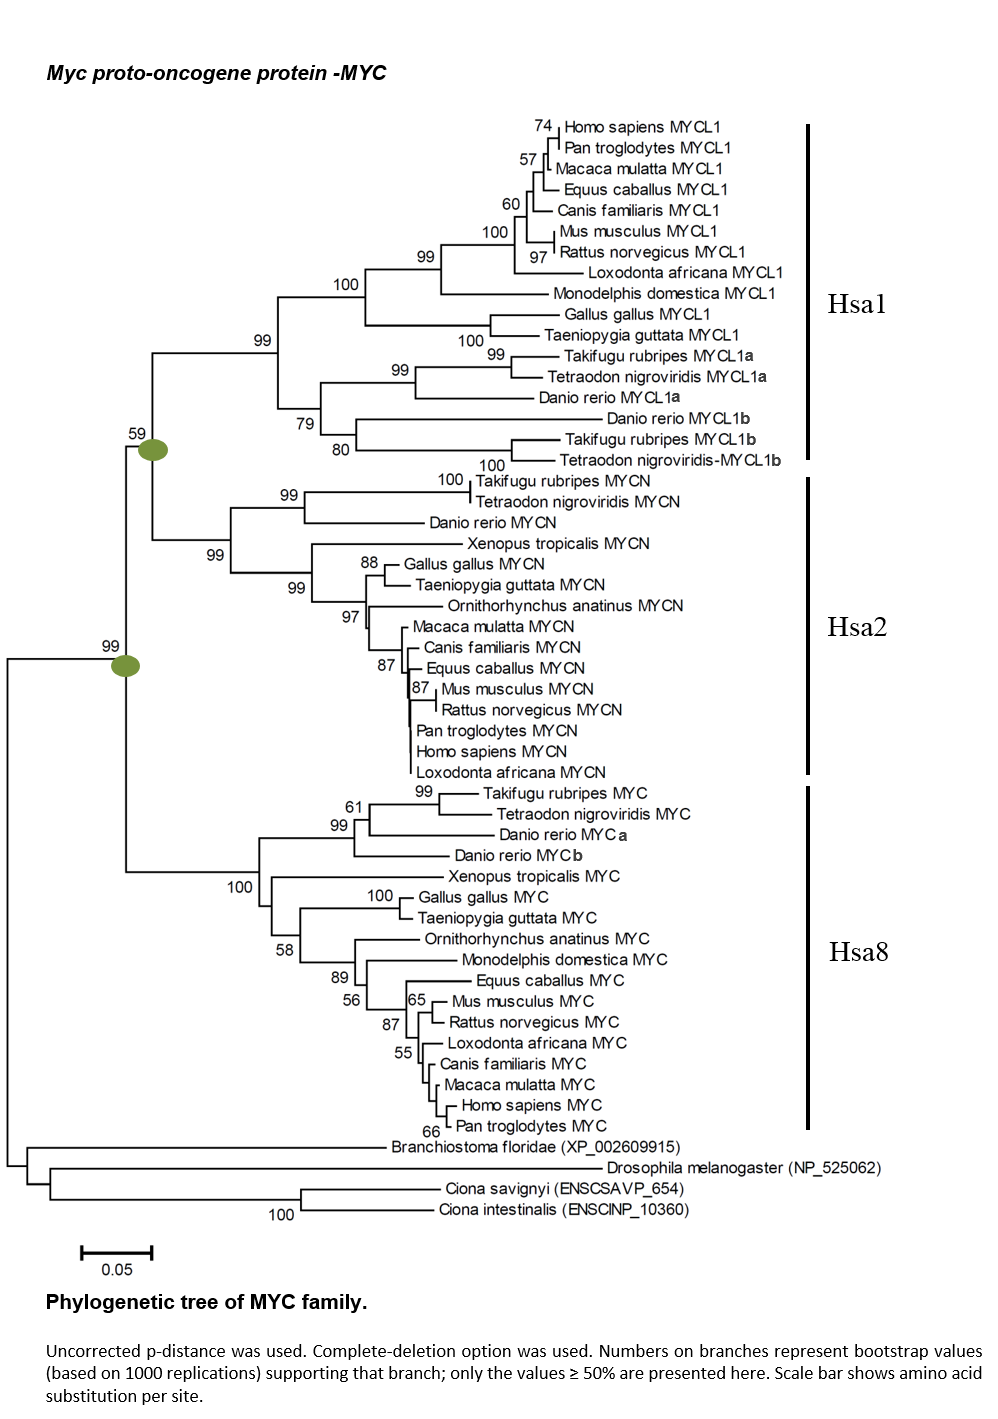 Myc proto-oncogene protein -MYC
74
Homo sapiens MYCL1
Pan troglodytes MYCL1
57
Macaca mulatta MYCL1
Equus caballus MYCL1
60
Canis familiaris MYCL1
100
Mus musculus MYCL1
97
Rattus norvegicus MYCL1
99
Loxodonta africana MYCL1
100
Monodelphis domestica MYCL1
Hsa1
Gallus gallus MYCL1
100
Taeniopygia guttata MYCL1
99
99
Takifugu rubripes MYCL1a
99
Tetraodon nigroviridis MYCL1a
Danio rerio MYCL1a
79
Danio rerio MYCL1b
59
80
Takifugu rubripes MYCL1b
100
Tetraodon nigroviridis-MYCL1b
100
Takifugu rubripes MYCN
99
Tetraodon nigroviridis MYCN
Danio rerio MYCN
99
Xenopus tropicalis MYCN
88
Gallus gallus MYCN
99
Taeniopygia guttata MYCN
97
Ornithorhynchus anatinus MYCN
Macaca mulatta MYCN
Hsa2
99
Canis familiaris MYCN
87
Equus caballus MYCN
87
Mus musculus MYCN
Rattus norvegicus MYCN
Pan troglodytes MYCN
Homo sapiens MYCN
Loxodonta africana MYCN
99
Takifugu rubripes MYC
61
Tetraodon nigroviridis MYC
99
Danio rerio MYC a
Danio rerio MYCb
100
Xenopus tropicalis MYC
100
Gallus gallus MYC
Taeniopygia guttata MYC
58
Ornithorhynchus anatinus MYC
Hsa8
89
Monodelphis domestica MYC
Equus caballus MYC
56
65
Mus musculus MYC
87
Rattus norvegicus MYC
55
Loxodonta africana MYC
Canis familiaris MYC
Macaca mulatta MYC
Homo sapiens MYC
66
Pan troglodytes MYC
Branchiostoma floridae (XP_002609915)
Drosophila melanogaster (NP_525062)
Ciona savignyi (ENSCSAVP_654)
100
Ciona intestinalis (ENSCINP_10360)
0.05
Phylogenetic tree of MYC family.
Uncorrected p-distance was used. Complete-deletion option was used. Numbers on branches represent bootstrap values
(based on 1000 replications) supporting that branch; only the values ≥ 50% are presented here. Scale bar shows amino acid
substitution per site.